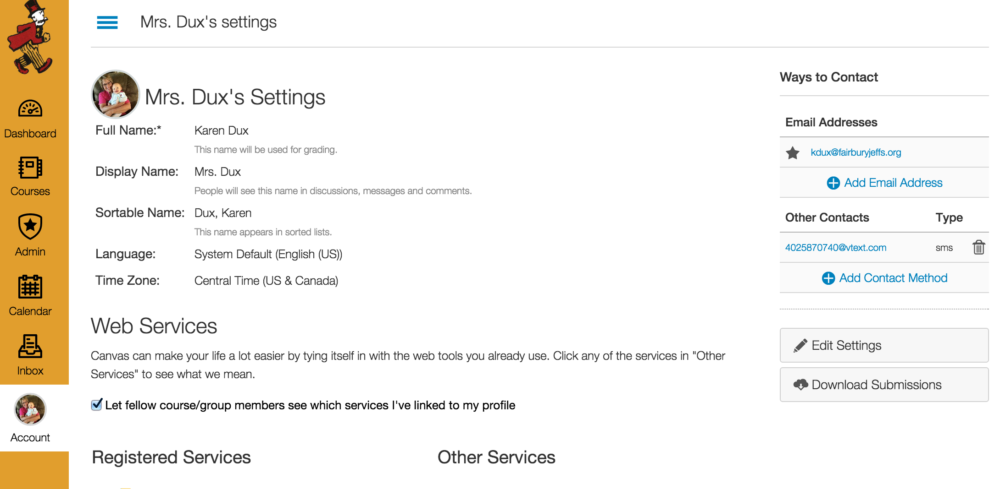 Mrs. Dux's settings
Dashboard
Courses
Admin
Calendar
Inbox
Account
Mrs. Dux's Settings
Full Name:* Karen Dux
This name will be used for grading.
Display Name: Mrs. Dux
People will see this name in discussions, messages and comments.
Sortable Name: Dux, Karen
This name appears in sorted lists.
Language: System Default (English (US))
Time Zone: Central Time (US & Canada)
Web Services
Canvas can make your life a lot easier by tying itself in with the web tools you already use. Click any of the services in "Other
Services" to see what we mean.
Let fellow course/group members see which services I've linked to my profile
Registered Services
Other Services
Ways to Contact
Email Addresses
kdux@fairburyjeffs.org
Add Email Address
Other Contacts Type
4025870740@vtext.com sms
Add Contact Method
Edit Settings
Download Submissions